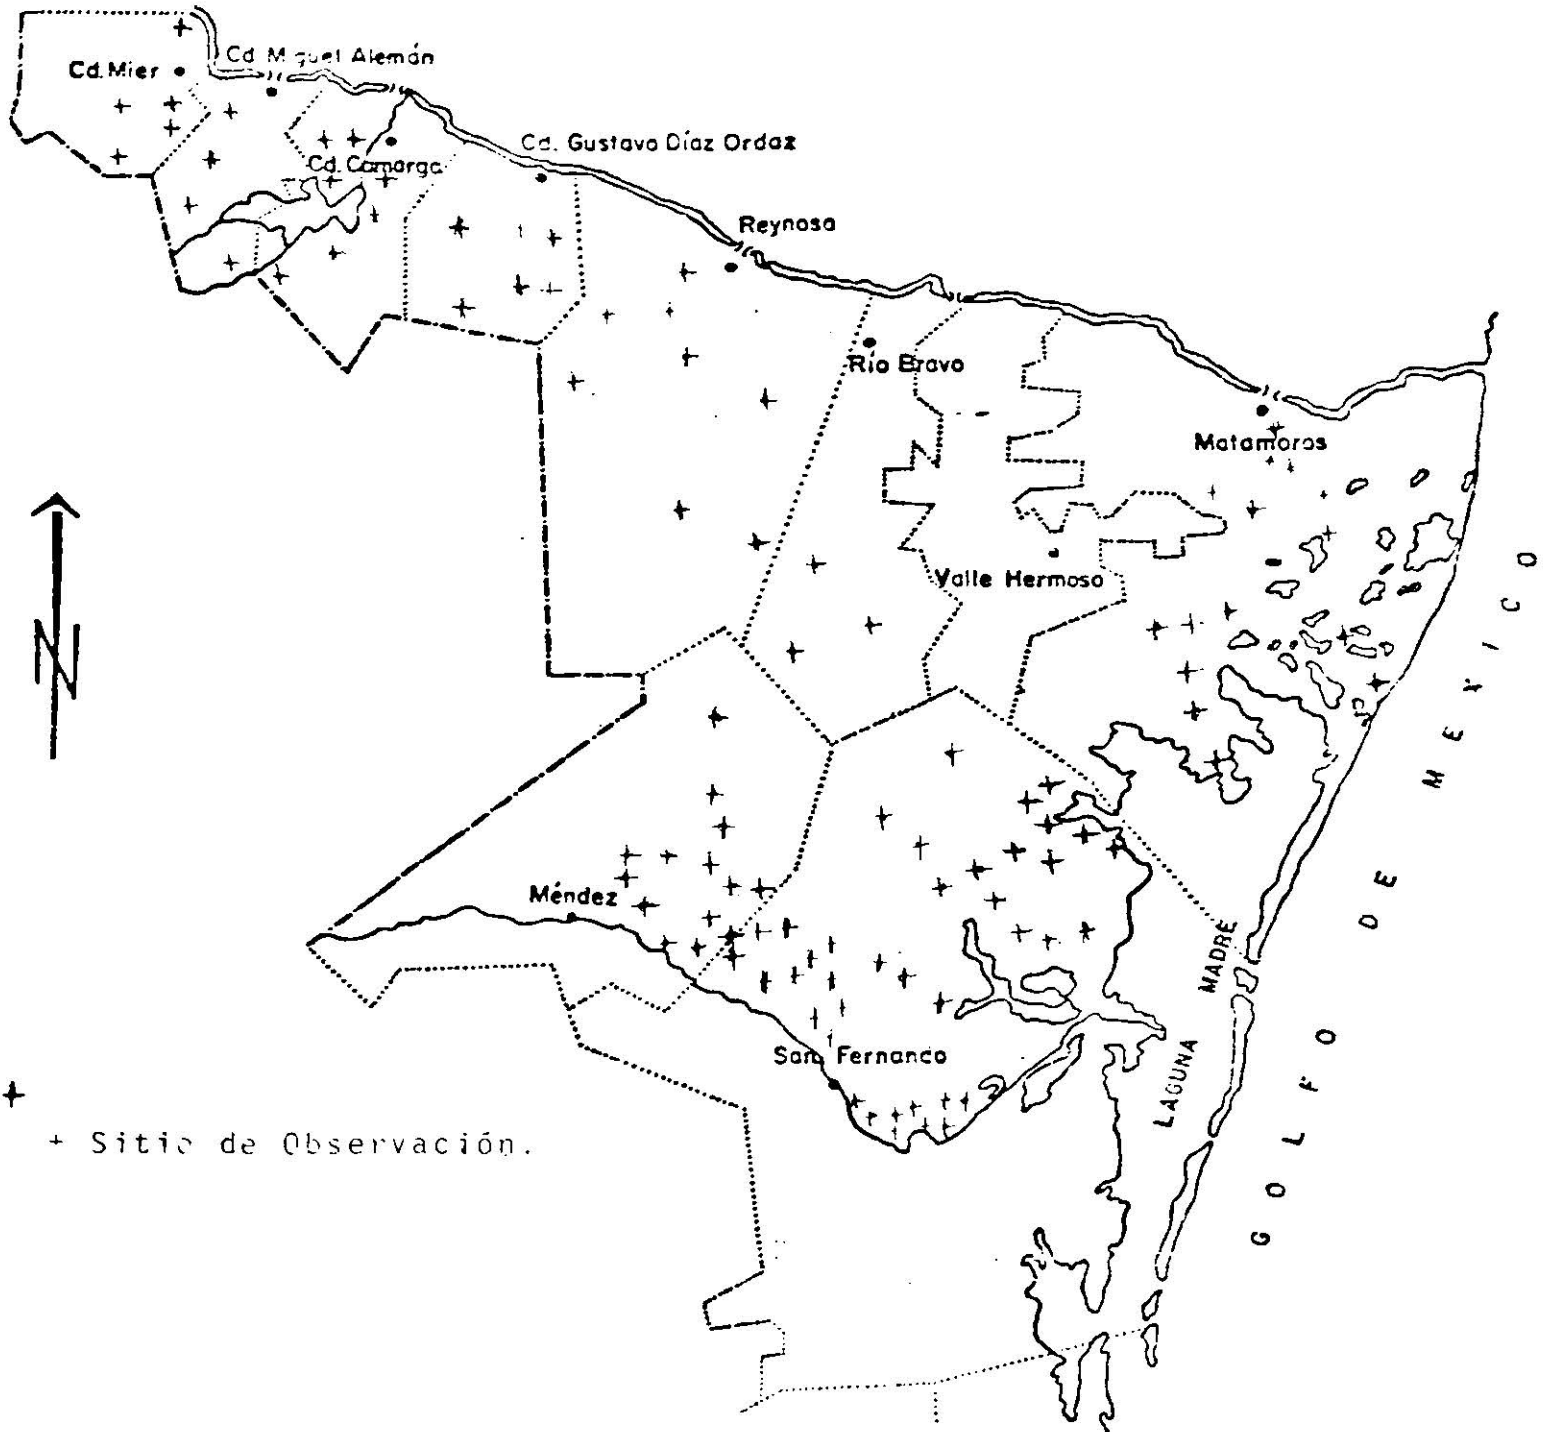 Cd. Miguel Alemán
Cd. Mier
Cd. Gustavo Díaz Ordaz
Cd. Camargo
Reynosa
Río Bravo
Matamoros
Valle Hermoso
N
Méndez
San Fernando
LAGUNA MADRE
GOLFO DE MEXICO
+ Sitio de Observación.